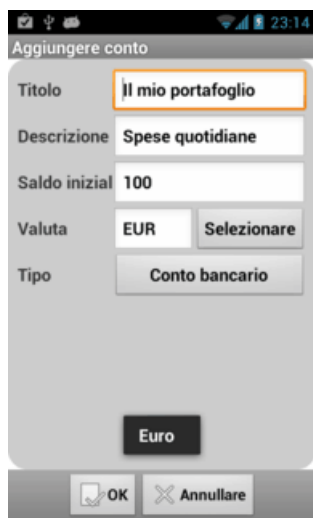 23:14
Aggiungere conto
Titolo Il mio portafoglio
Descrizione Spese quotidiane
Saldo inizial 100
Valuta EUR Selezionare
Tipo Conto bancario
Euro
OK Annullare